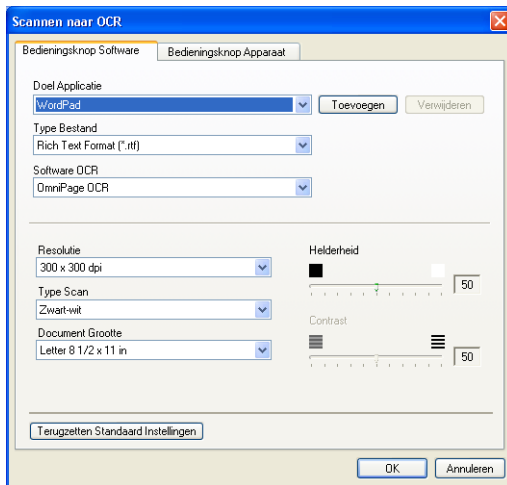 Scannen naar OCR
Bedieningsknop Software
Bedieningsknop Apparaat
Doel Applicatie
WordPad
Toevoegen
Verwijderen
Type Bestand
Rich Text Format (*.rtf)
Software OCR
OmniPage OCR
Resolutie
300 x 300 dpi
Helderheid
50
Type Scan
Zwart-wit
Contrast
50
Document Grootte
Letter 8 1/2 x 11 in
Terugzetten Standaard Instellingen
OK
Annuleren